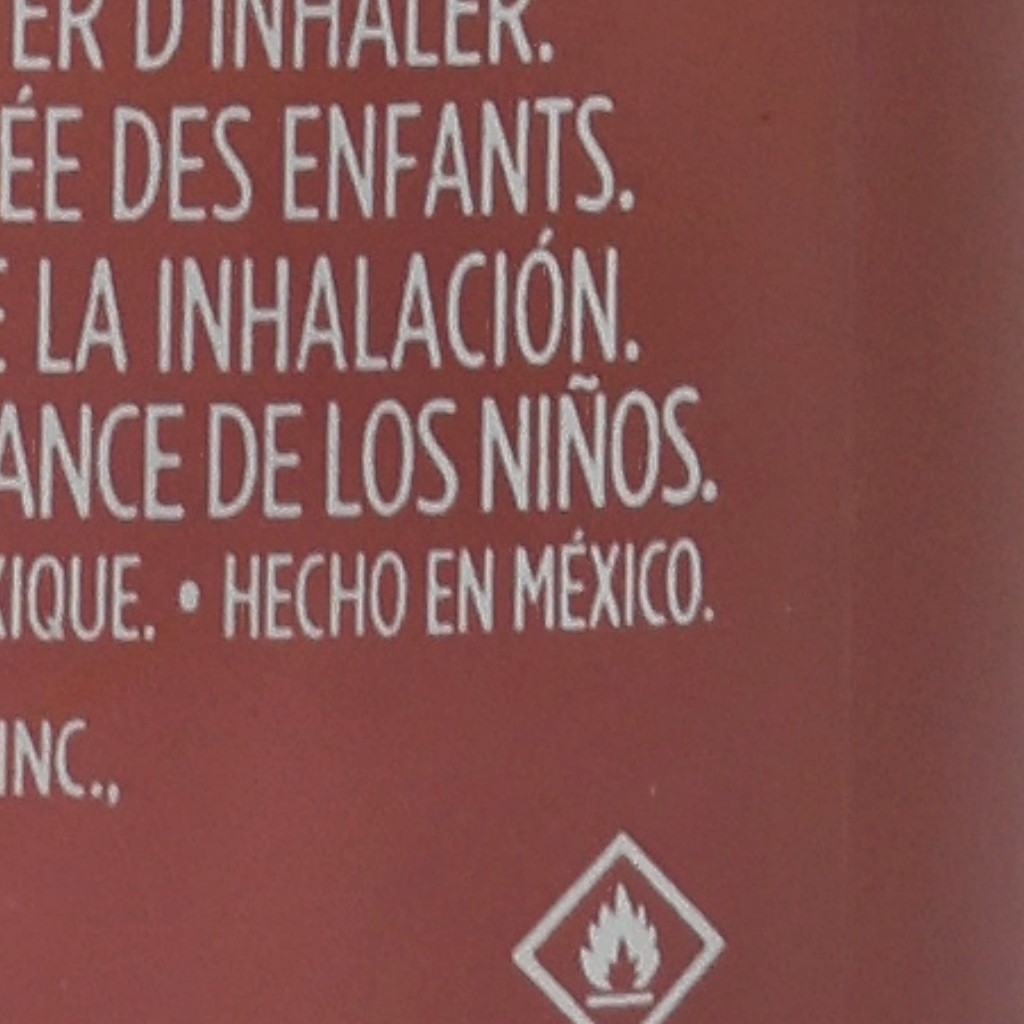 ER D'INHALER.
ÉE DES ENFANTS.
E LA INHALACIÓN.
ANCE DE LOS NIÑOS.
XIQUE. • HECHO EN MÉXICO.
INC.,